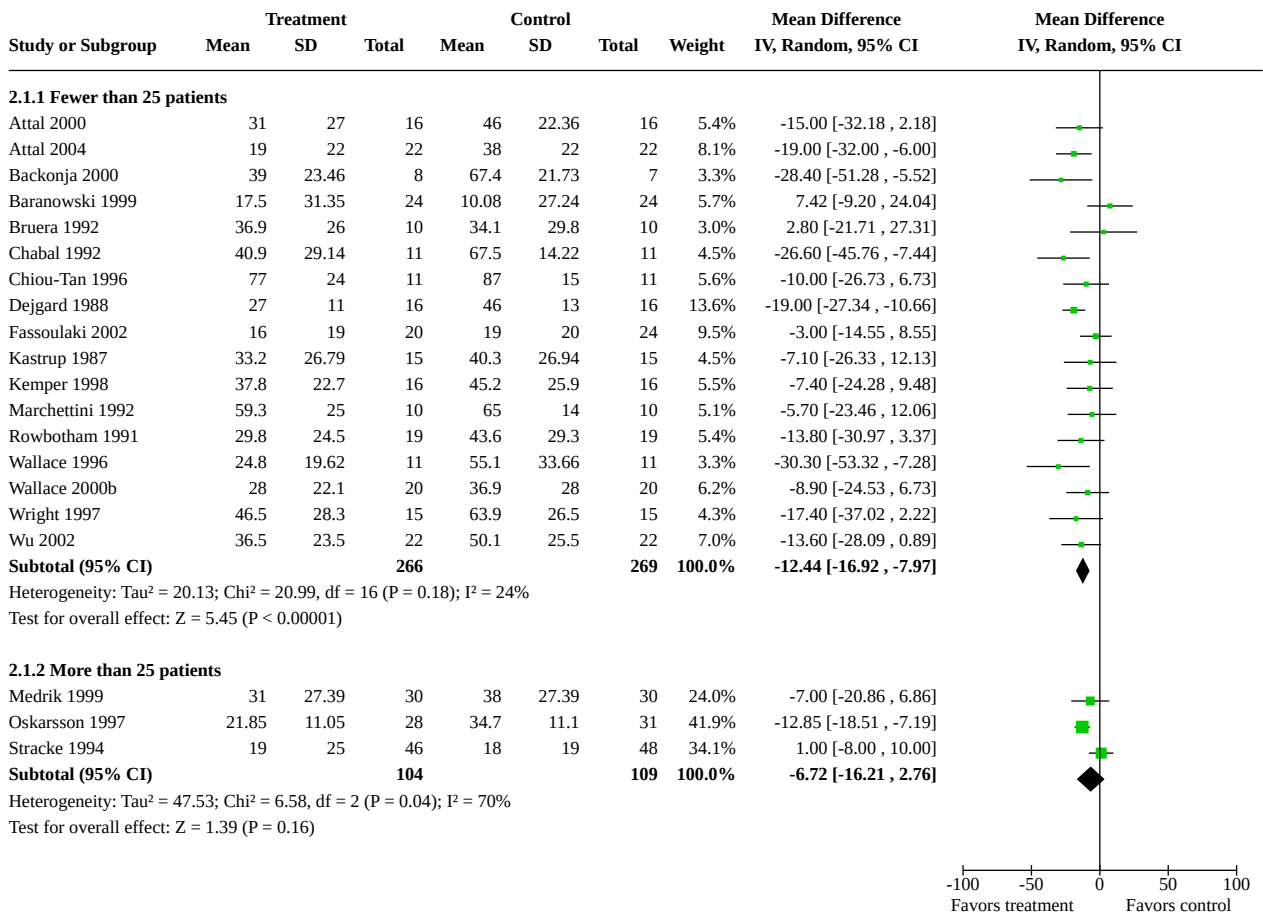 Treatment Control Mean Difference Mean Difference
Study or Subgroup Mean SD Total Mean SD Total Weight IV, Random, 95% CI IV, Random, 95% CI
2.1.1 Fewer than 25 patients
Attal 2000 31 27 16 46 22.36 16 5.4% -15.00 [-32.18 , 2.18]
Attal 2004 19 22 22 38 22 22 8.1% -19.00 [-32.00 , -6.00]
Backonja 2000 39 23.46 8 67.4 21.73 7 3.3% -28.40 [-51.28 , -5.52]
Baranowski 1999 17.5 31.35 24 10.08 27.24 24 5.7% 7.42 [-9.20 , 24.04]
Bruera 1992 36.9 26 10 34.1 29.8 10 3.0% 2.80 [-21.71 , 27.31]
Chabal 1992 40.9 29.14 11 67.5 14.22 11 4.5% -26.60 [-45.76 , -7.44]
Chiou-Tan 1996 77 24 11 87 15 11 5.6% -10.00 [-26.73 , 6.73]
Dejgard 1988 27 11 16 46 13 16 13.6% -19.00 [-27.34 , -10.66]
Fassoulaki 2002 16 19 20 19 20 24 9.5% -3.00 [-14.55 , 8.55]
Kastrup 1987 33.2 26.79 15 40.3 26.94 15 4.5% -7.10 [-26.33 , 12.13]
Kemper 1998 37.8 22.7 16 45.2 25.9 16 5.5% -7.40 [-24.28 , 9.48]
Marchettini 1992 59.3 25 10 65 14 10 5.1% -5.70 [-23.46 , 12.06]
Rowbotham 1991 29.8 24.5 19 43.6 29.3 19 5.4% -13.80 [-30.97 , 3.37]
Wallace 1996 24.8 19.62 11 55.1 33.66 11 3.3% -30.30 [-53.32 , -7.28]
Wallace 2000b 28 22.1 20 36.9 28 20 6.2% -8.90 [-24.53 , 6.73]
Wright 1997 46.5 28.3 15 63.9 26.5 15 4.3% -17.40 [-37.02 , 2.22]
Wu 2002 36.5 23.5 22 50.1 25.5 22 7.0% -13.60 [-28.09 , 0.89]
Subtotal (95% CI) 266 269 100.0% -12.44 [-16.92 , -7.97]
Heterogeneity: Tau² = 20.13; Chi² = 20.99, df = 16 (P = 0.18); I² = 24%
Test for overall effect: Z = 5.45 (P < 0.00001)
2.1.2 More than 25 patients
Medrik 1999 31 27.39 30 38 27.39 30 24.0% -7.00 [-20.86 , 6.86]
Oskarsson 1997 21.85 11.05 28 34.7 11.1 31 41.9% -12.85 [-18.51 , -7.19]
Stracke 1994 19 25 46 18 19 48 34.1% 1.00 [-8.00 , 10.00]
Subtotal (95% CI) 104 109 100.0% -6.72 [-16.21 , 2.76]
Heterogeneity: Tau² = 47.53; Chi² = 6.58, df = 2 (P = 0.04); I² = 70%
Test for overall effect: Z = 1.39 (P = 0.16)
-100 -50 0 50 100
Favors treatment Favors control